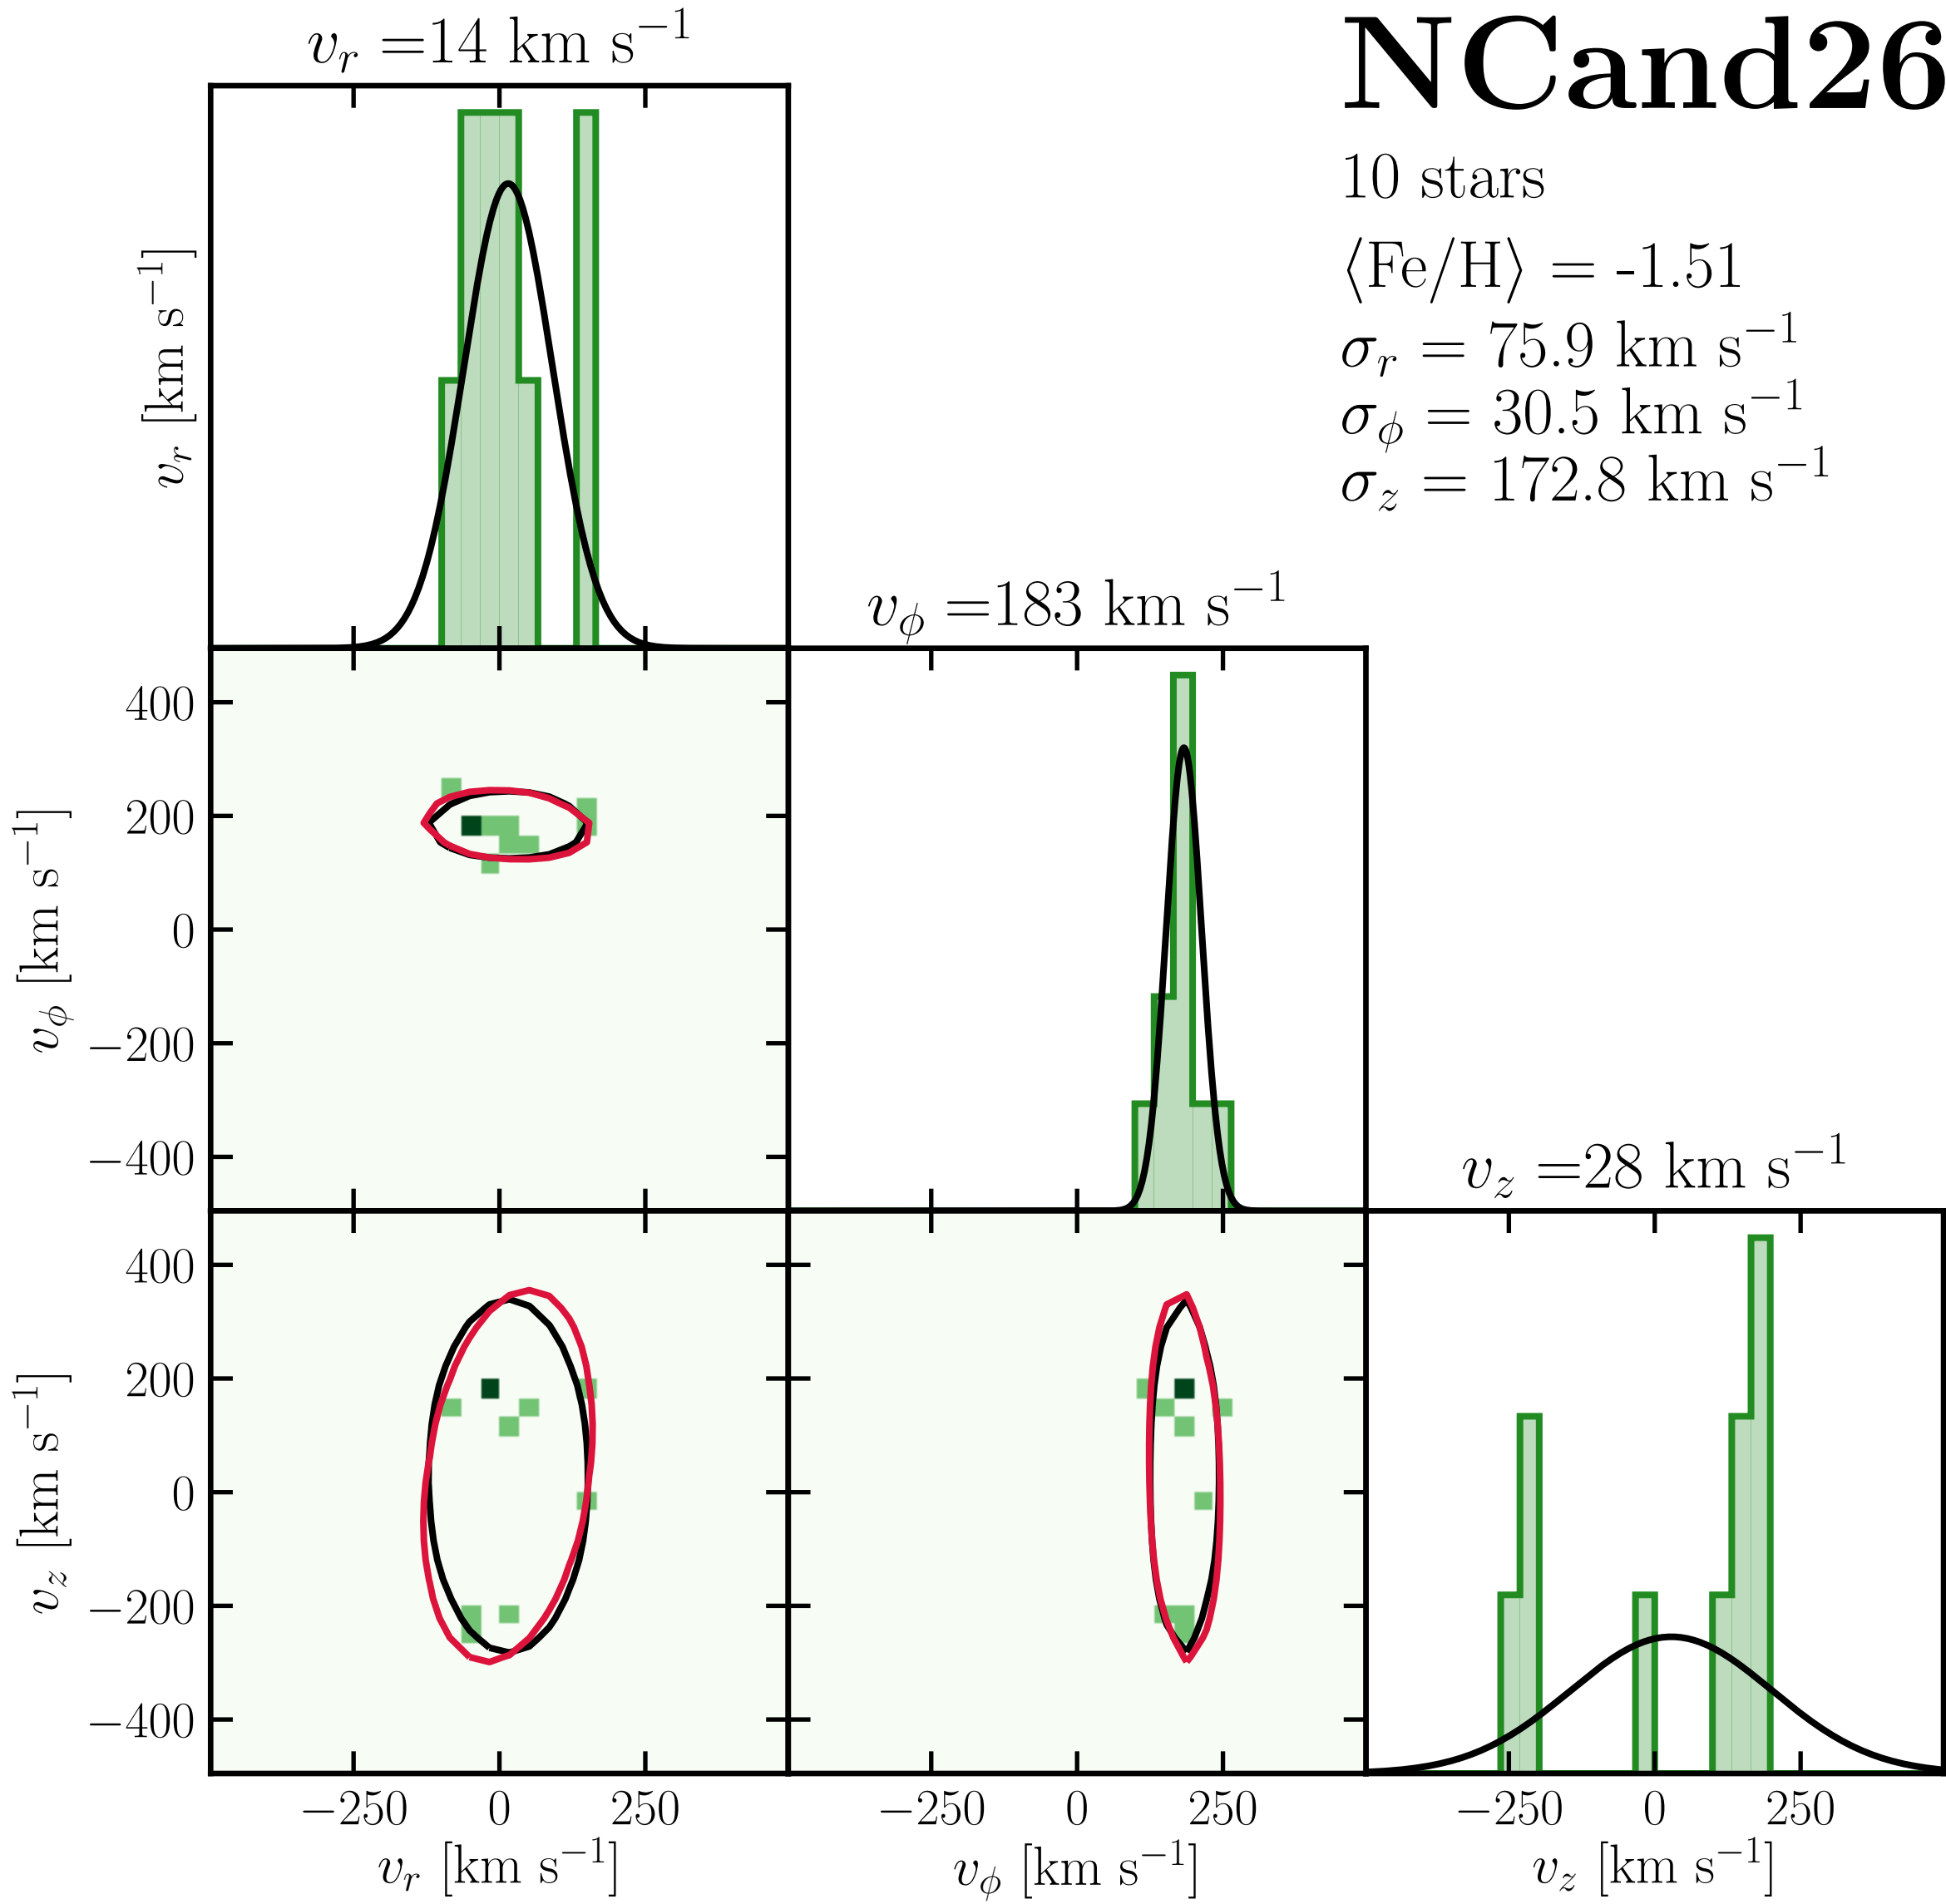 NCand26
v_r =14 km s⁻¹
10 stars
⟨Fe/H⟩ = -1.51
σ_r = 75.9 km s⁻¹
σ_ϕ = 30.5 km s⁻¹
σ_z = 172.8 km s⁻¹
v_r [km s⁻¹]
v_ϕ =183 km s⁻¹
400
200
0
−200
−400
v_ϕ [km s⁻¹]
v_z =28 km s⁻¹
400
200
0
−200
−400
v_z [km s⁻¹]
−250 0 250 −250 0 250 −250 0 250
v_r [km s⁻¹] v_ϕ [km s⁻¹] v_z [km s⁻¹]